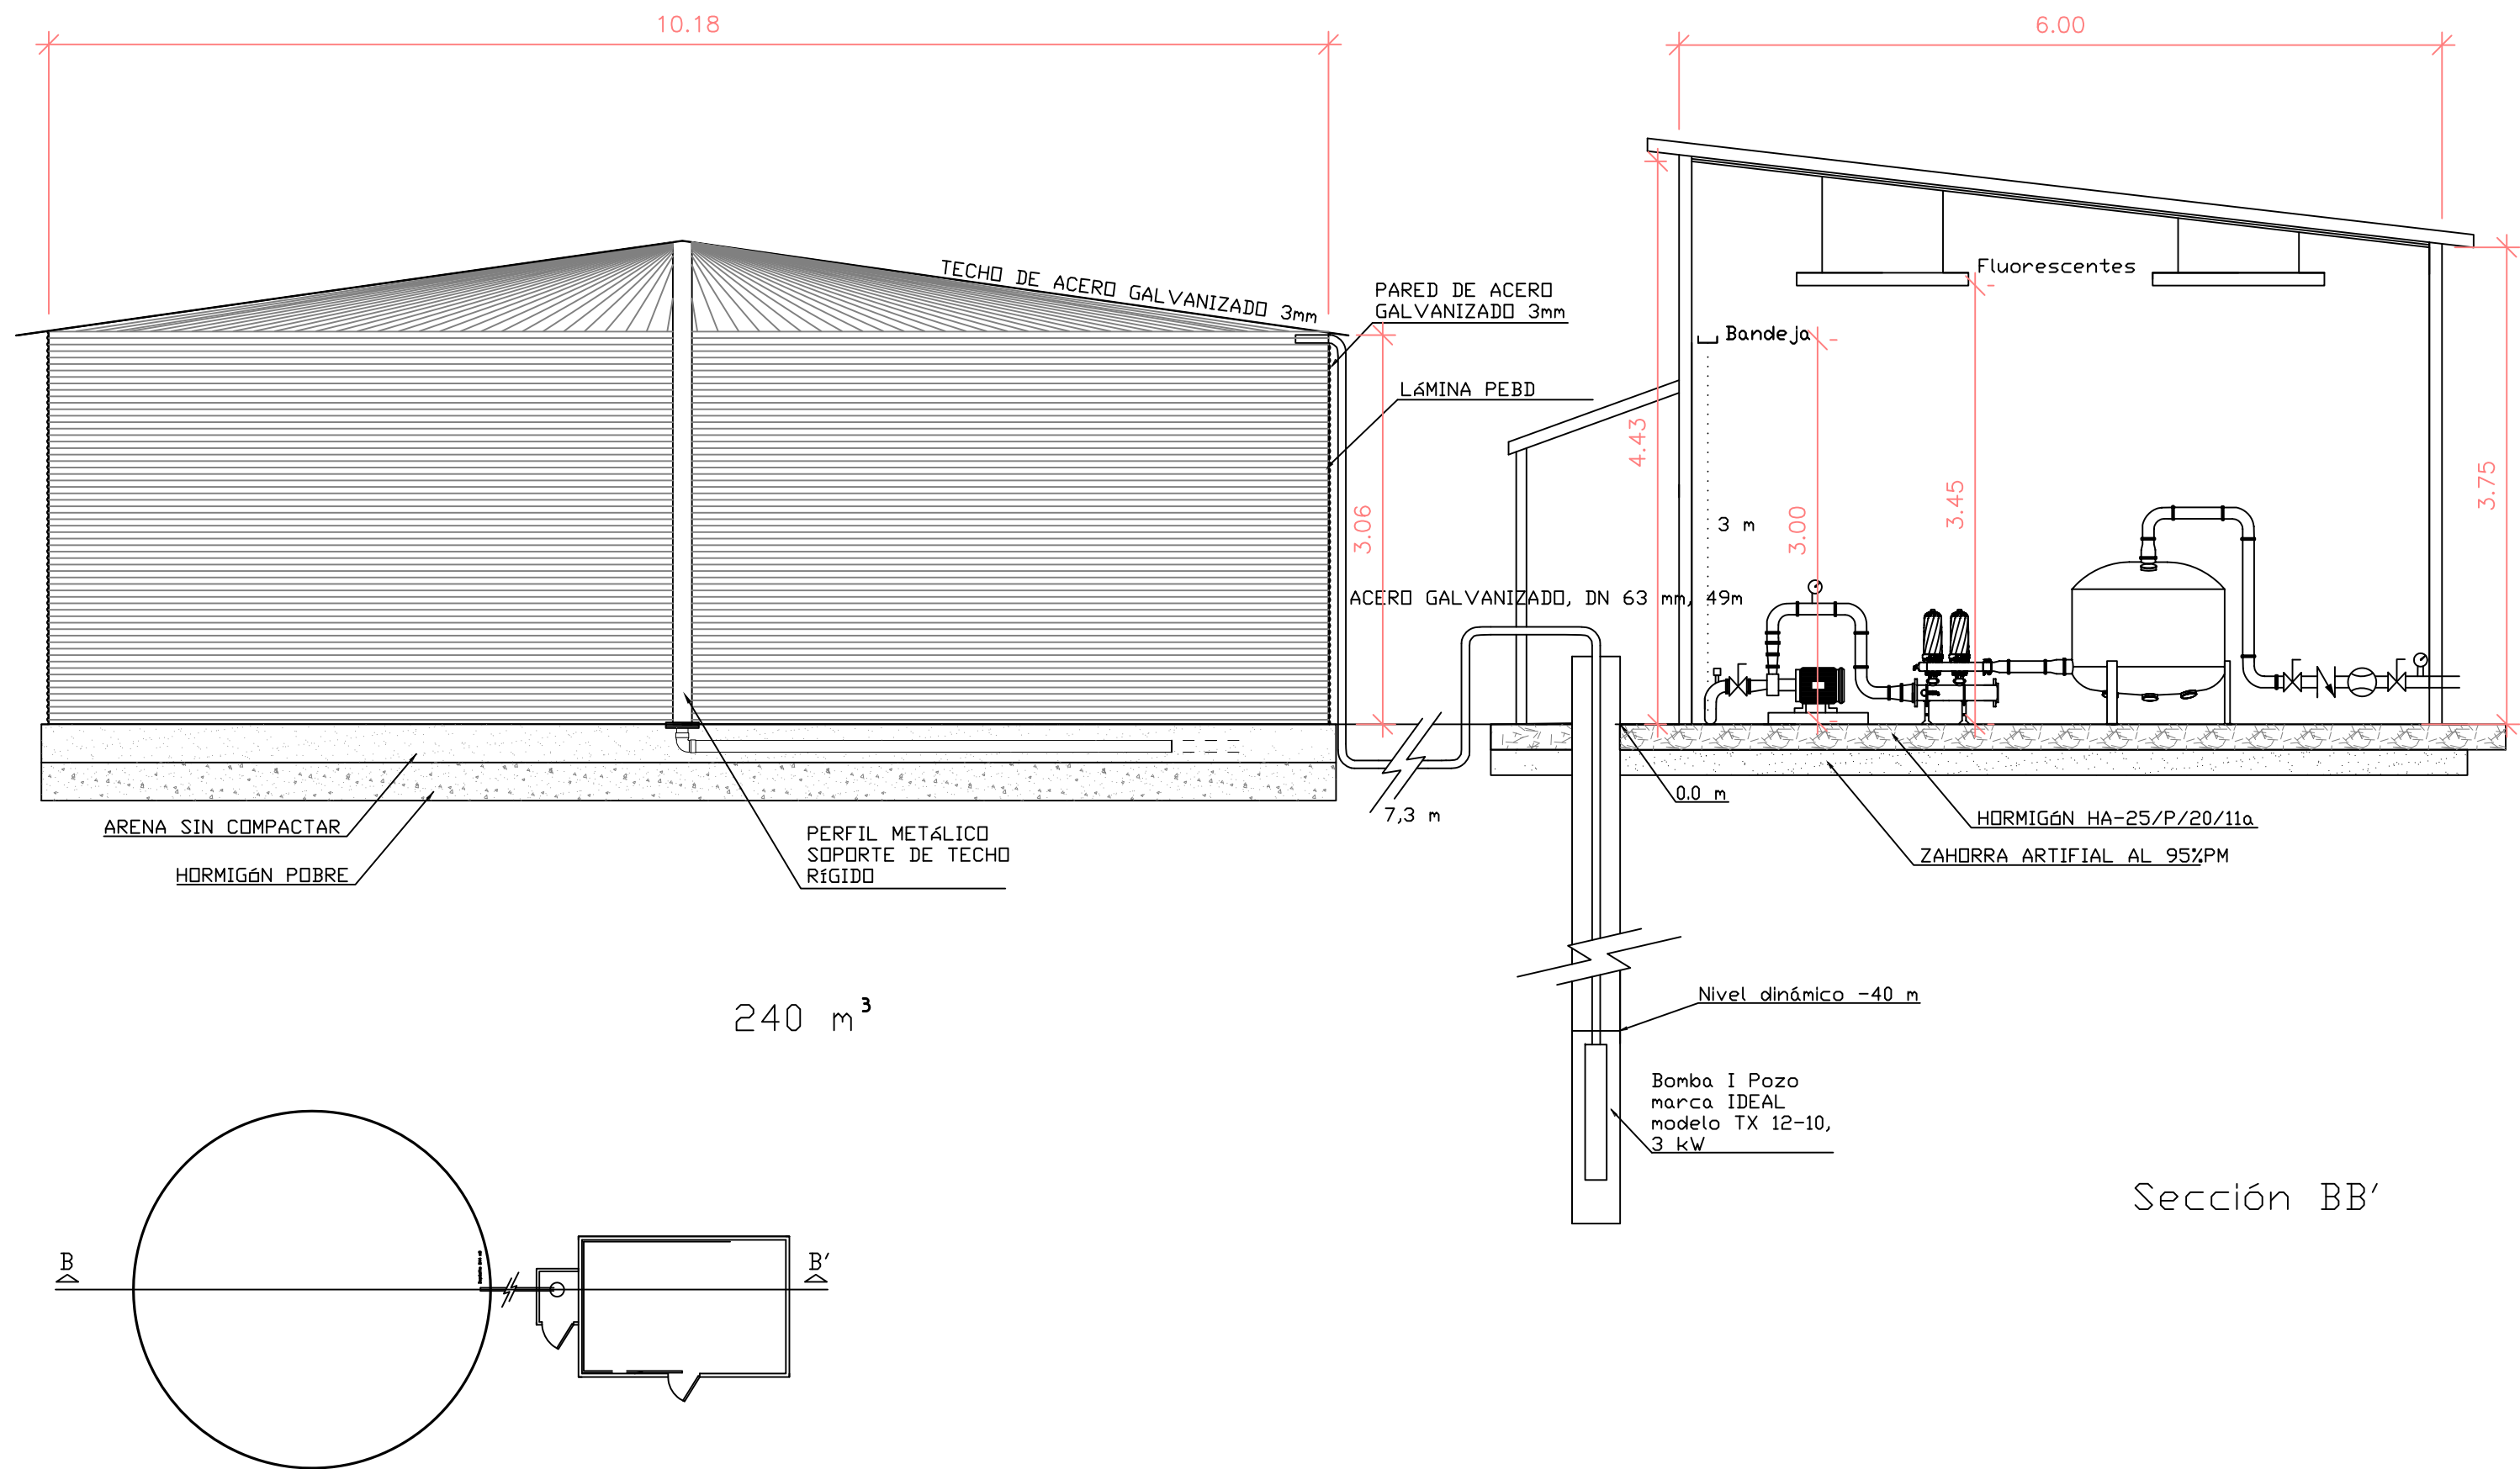 10.18
6.00
TECHO DE ACERO GALVANIZADO 3mm
PARED DE ACERO
GALVANIZADO 3mm
Fluorescentes
Bandeja
LáMINA PEBD
4.43
3.06
3 m
3.00
3.45
3.75
ACERO GALVANIZADO, DN 63 mm, 49m
0.0 m
7,3 m
ARENA SIN COMPACTAR
HORMIGóN POBRE
PERFIL METáLICO
SOPORTE DE TECHO
RíGIDO
HORMIGóN HA-25/P/20/11a
ZAHORRA ARTIFIAL AL 95%PM
240 m³
Nivel dinámico -40 m
Bomba I Pozo
marca IDEAL
modelo TX 12-10,
3 kW
Sección BB'
B
B'